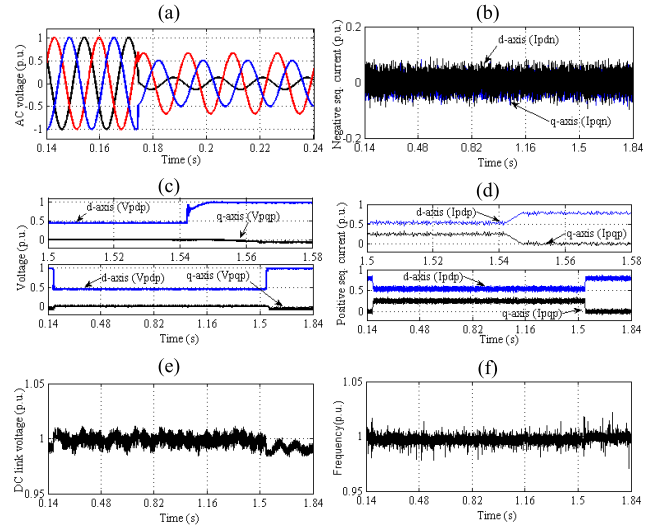 (a)
AC voltage (p.u.)
1
0.5
0
-0.5
-1
0.14 0.16 0.18 0.2 0.22 0.24
Time (s)
(b)
Negative seq. current (p.u.)
0.2
0
-0.2
d-axis (Ipdn)
q-axis (Ipqn)
0.14 0.48 0.82 1.16 1.5 1.84
Time (s)
(c)
Voltage (p.u.)
1
0.5
0
d-axis (Vpdp)
q-axis (Vpqp)
1.5 1.52 1.54 1.56 1.58
1
0.5
0
d-axis (Vpdp)
q-axis (Vpqp)
0.14 0.48 0.82 1.16 1.5 1.84
Time (s)
(d)
Positive seq. current (p.u.)
1.0
0.5
0
d-axis (Ipdp)
q-axis (Ipqp)
1.5 1.52 1.54 1.56 1.58
1
0.5
0
d-axis (Ipdp)
q-axis (Ipqp)
0.14 0.48 0.82 1.16 1.5 1.84
Time (s)
(e)
DC link voltage (p.u.)
1.05
1
0.95
0.14 0.48 0.82 1.16 1.5 1.84
Time (s)
(f)
Frequency(p.u.)
1.05
1
0.95
0.14 0.48 0.82 1.16 1.5 1.84
Time (s)